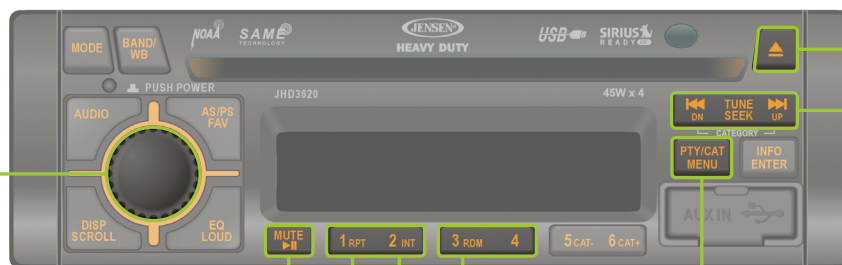 MODE
BAND/
WB
NOAA
SAME
TECHNOLOGY
JENSEN®
HEAVY DUTY
USB
SIRIUS
READY
PUSH POWER
JHD3620
45W x 4
AUDIO
AS/PS
FAV
DN
TUNE
SEEK
UP
CATEGORY
PTY/CAT
MENU
INFO
ENTER
DISP
SCROLL
EQ
LOUD
AUX IN
MUTE
1 RPT
2 INT
3 RDM
4
5 CAT-
6 CAT+